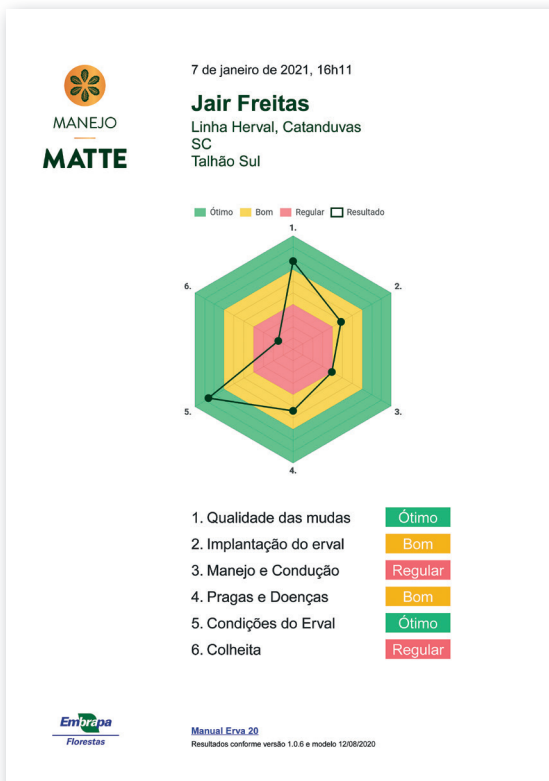 7 de janeiro de 2021, 16h11
MANEJO
MATTE
Jair Freitas
Linha Herval, Catanduvas
SC
Talhão Sul
Ótimo Bom Regular Resultado
1.
6. 2.
5. 3.
4.
1. Qualidade das mudas Ótimo
2. Implantação do erval Bom
3. Manejo e Condução Regular
4. Pragas e Doenças Bom
5. Condições do Erval Ótimo
6. Colheita Regular
Embrapa
Florestas
Manual Erva 20
Resultados conforme versão 1.0.6 e modelo 12/08/2020